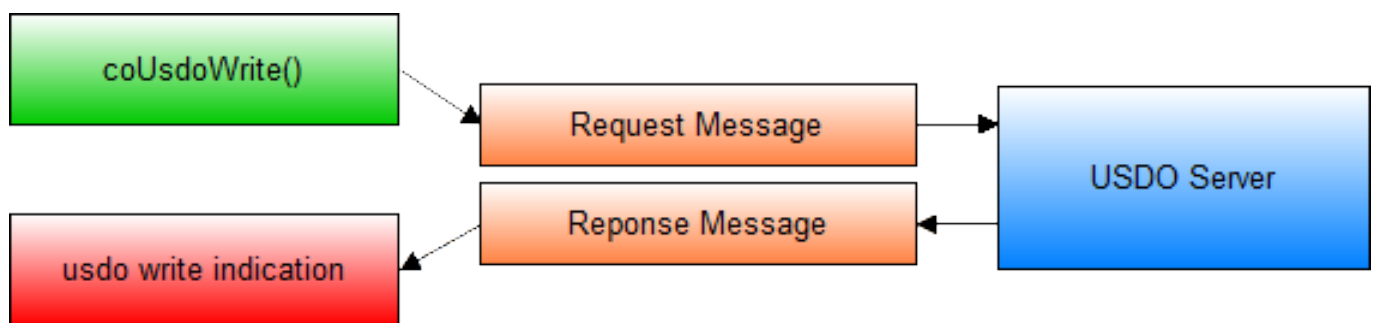 coUsdoWrite()
Request Message
USDO Server
Reponse Message
usdo write indication